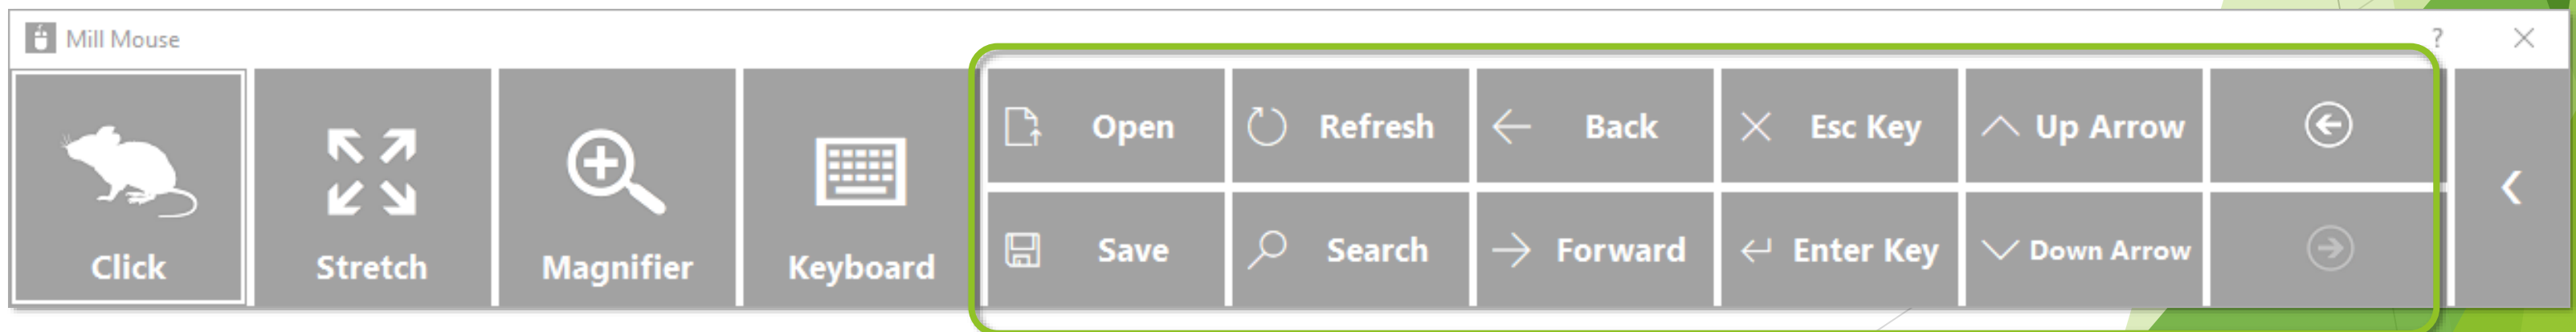 Mill Mouse ?
Open Refresh Back Esc Key Up Arrow
Save Search Forward Enter Key Down Arrow
Click Stretch Magnifier Keyboard